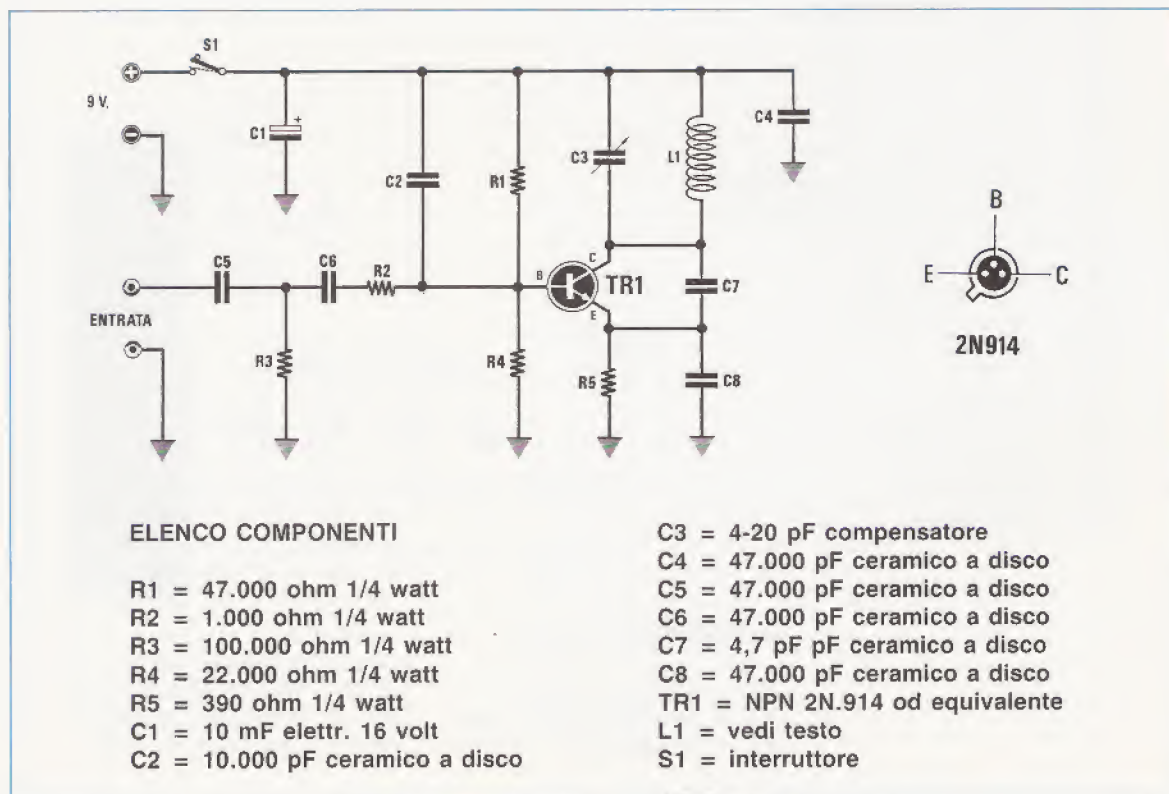 S1
9 V.
C1
+
C2
R1
C3
L1
C4
C5
C6
R2
B
C
E
TR1
C7
ENTRATA
R3
R4
R5
C8
B
E
C
2N914
ELENCO COMPONENTI
R1 = 47.000 ohm 1/4 watt
R2 = 1.000 ohm 1/4 watt
R3 = 100.000 ohm 1/4 watt
R4 = 22.000 ohm 1/4 watt
R5 = 390 ohm 1/4 watt
C1 = 10 mF elettr. 16 volt
C2 = 10.000 pF ceramico a disco
C3 = 4-20 pF compensatore
C4 = 47.000 pF ceramico a disco
C5 = 47.000 pF ceramico a disco
C6 = 47.000 pF ceramico a disco
C7 = 4,7 pF pF ceramico a disco
C8 = 47.000 pF ceramico a disco
TR1 = NPN 2N.914 od equivalente
L1 = vedi testo
S1 = interruttore